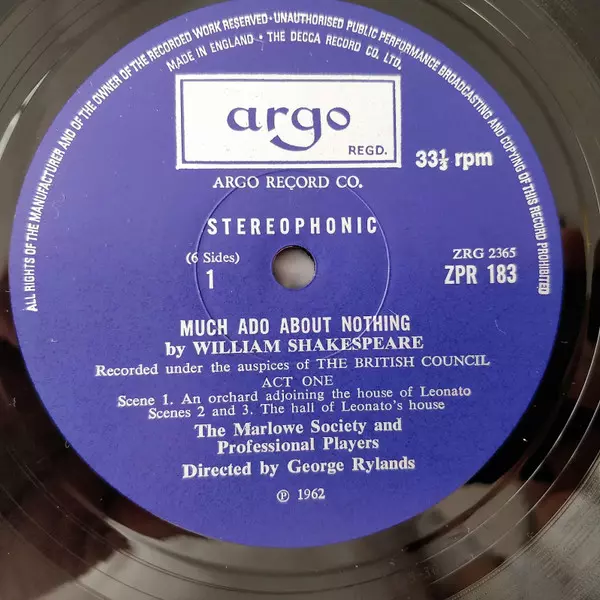 ALL RIGHTS OF THE MANUFACTURER AND OF THE OWNER OF THE RECORDED WORK RESERVED · UNAUTHORISED PUBLIC PERFORMANCE BROADCASTING AND COPYING OF THIS RECORD PROHIBITED
MADE IN ENGLAND · THE DECCA RECORD CO. LTD.
argo
REGD.
33⅓ rpm
ARGO RECORD CO.
STEREOPHONIC
(6 Sides)
1
ZRG 2365
ZPR 183
MUCH ADO ABOUT NOTHING
by WILLIAM SHAKESPEARE
Recorded under the auspices of THE BRITISH COUNCIL
ACT ONE
Scene 1. An orchard adjoining the house of Leonato
Scenes 2 and 3. The hall of Leonato's house
The Marlowe Society and
Professional Players
Directed by George Rylands
℗ 1962